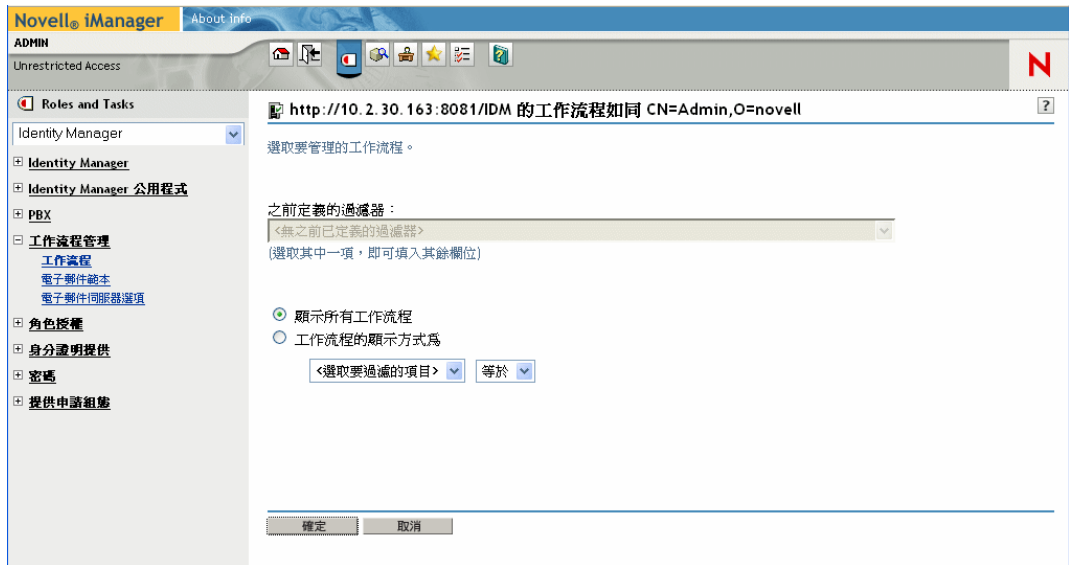 Novell® iManager
About info
ADMIN
Unrestricted Access
N
Roles and Tasks
Identity Manager
Identity Manager
Identity Manager 公用程式
PBX
工作流程管理
工作流程
電子郵件範本
電子郵件伺服器選項
角色授權
身分證明提供
密碼
提供申請組態
http://10.2.30.163:8081/IDM 的工作流程如同 CN=Admin,O=novell
?
選取要管理的工作流程。
之前定義的過濾器：
<無之前已定義的過濾器>
(選取其中一項，即可填入其餘欄位)
顯示所有工作流程
工作流程的顯示方式為
<選取要過濾的項目> 等於
確定 取消